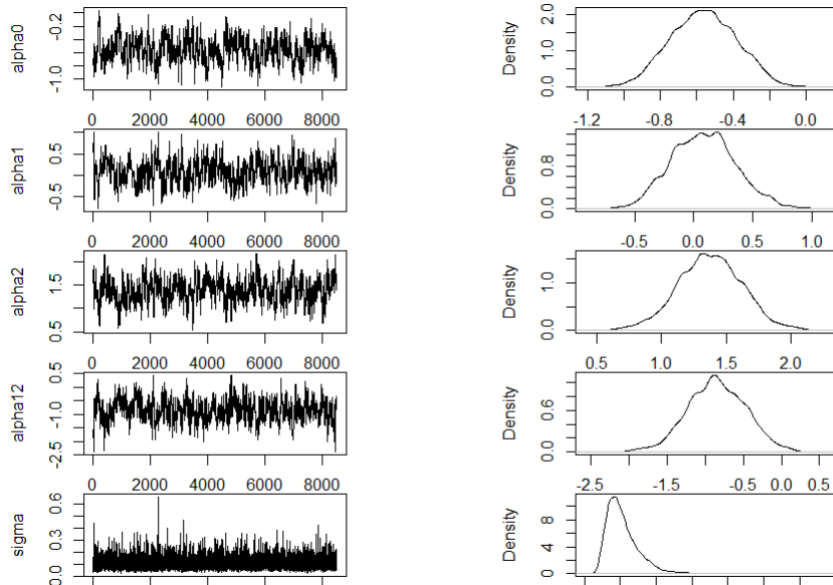 alpha0
-1.0 -0.2
0 2000 4000 6000 8000
Density
0.0 1.0 2.0
-1.2 -0.8 -0.4 0.0
alpha1
-0.5 0.5
0 2000 4000 6000 8000
Density
0.0 0.8
-0.5 0.0 0.5 1.0
alpha2
0.5 1.5
0 2000 4000 6000 8000
Density
0.0 1.0
0.5 1.0 1.5 2.0
alpha12
-2.5 -1.0 0.5
0 2000 4000 6000 8000
Density
0.0 0.6
-2.5 -1.5 -0.5 0.5
sigma
0.0 0.3 0.6
Density
0 4 8